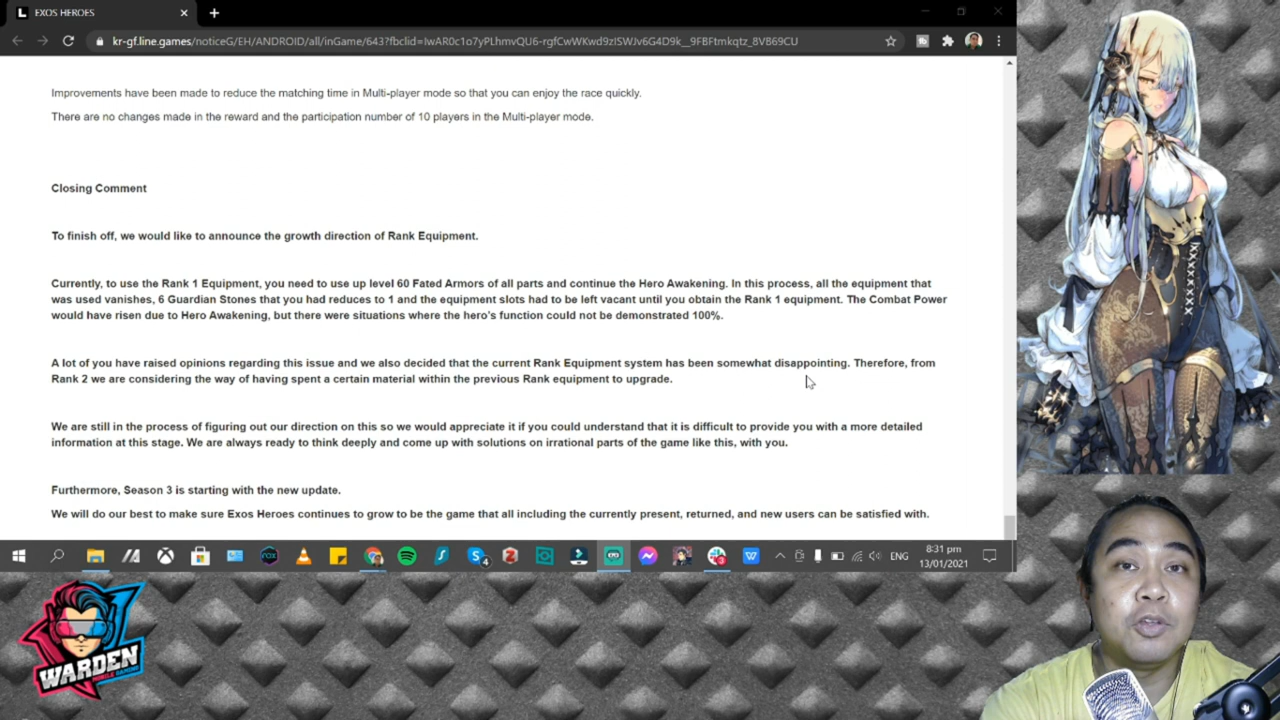 EXOS HEROES
kr-gf.line.games/noticeG/EH/ANDROID/all/inGame/643?fbclid=IwAR0c1o7yPLhmvQU6-rgfCwWKwd9zISWJv6G4D9k__9FBFtmkqtz_8VB69CU
Improvements have been made to reduce the matching time in Multi-player mode so that you can enjoy the race quickly.
There are no changes made in the reward and the participation number of 10 players in the Multi-player mode.
Closing Comment
To finish off, we would like to announce the growth direction of Rank Equipment.
Currently, to use the Rank 1 Equipment, you need to use up level 60 Fated Armors of all parts and continue the Hero Awakening. In this process, all the equipment that
was used vanishes, 6 Guardian Stones that you had reduces to 1 and the equipment slots had to be left vacant until you obtain the Rank 1 equipment. The Combat Power
would have risen due to Hero Awakening, but there were situations where the hero's function could not be demonstrated 100%.
A lot of you have raised opinions regarding this issue and we also decided that the current Rank Equipment system has been somewhat disappointing. Therefore, from
Rank 2 we are considering the way of having spent a certain material within the previous Rank equipment to upgrade.
We are still in the process of figuring out our direction on this so we would appreciate it if you could understand that it is difficult to provide you with a more detailed
information at this stage. We are always ready to think deeply and come up with solutions on irrational parts of the game like this, with you.
Furthermore, Season 3 is starting with the new update.
We will do our best to make sure Exos Heroes continues to grow to be the game that all including the currently present, returned, and new users can be satisfied with.
ENG
8:31 pm
13/01/2021
WARDEN
MOBILE GAMING